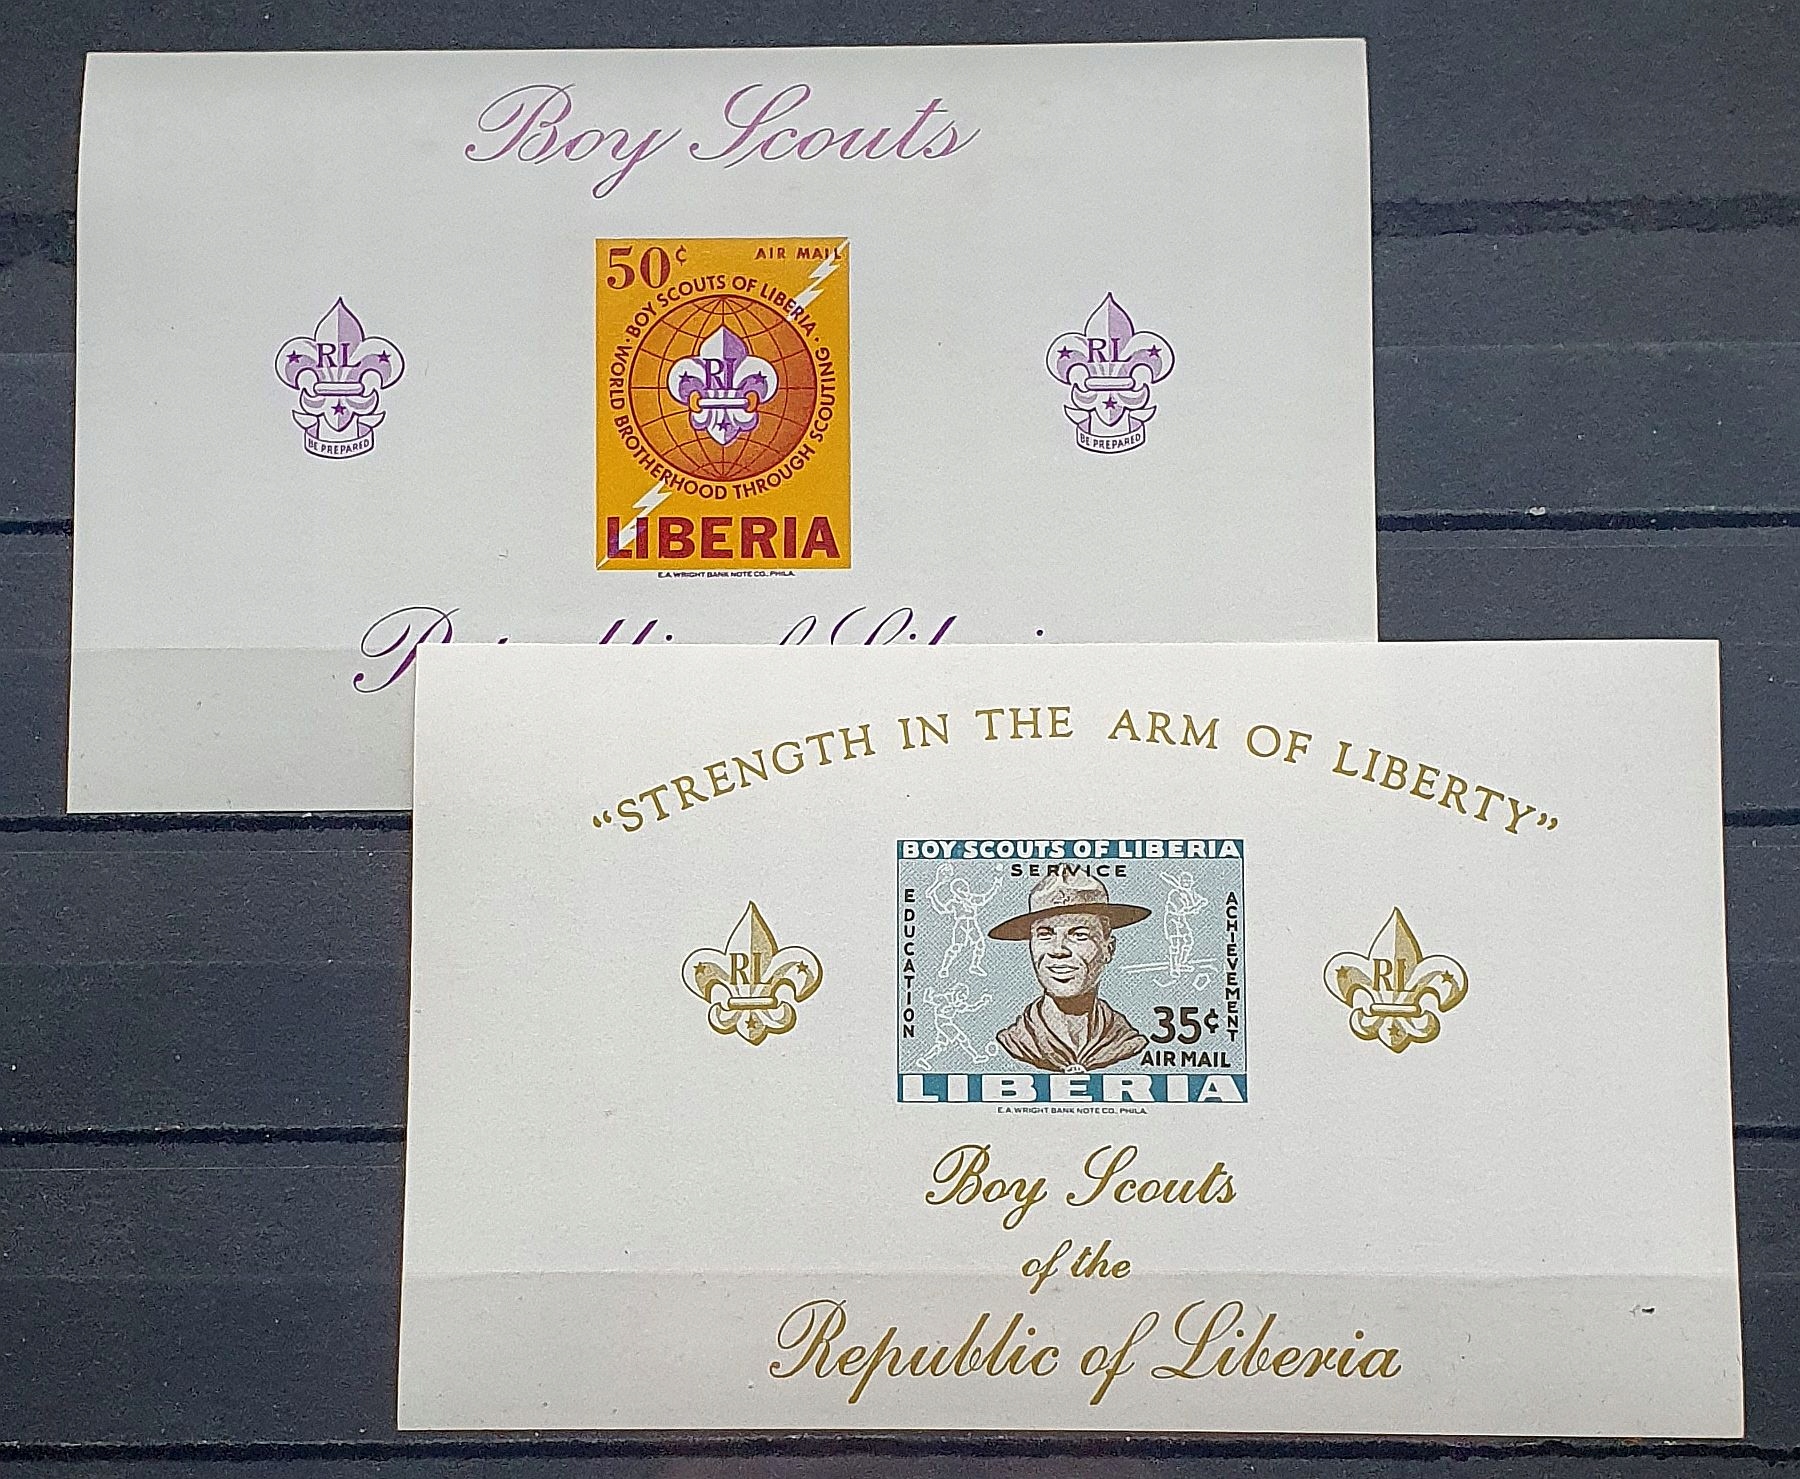 Boy Scouts
50¢ AIR MAIL
· BOY SCOUTS OF LIBERIA ·
WORLD BROTHERHOOD THROUGH SCOUTING
RL
RL
RL
BE PREPARED
BE PREPARED
LIBERIA
E.A. WRIGHT BANK NOTE CO., PHILA.
“STRENGTH IN THE ARM OF LIBERTY”
BOY SCOUTS OF LIBERIA
SERVICE
EDUCATION
ACHIEVEMENT
RL
RL
35¢
AIR MAIL
LIBERIA
E.A. WRIGHT BANK NOTE CO., PHILA.
Boy Scouts
of the
Republic of Liberia